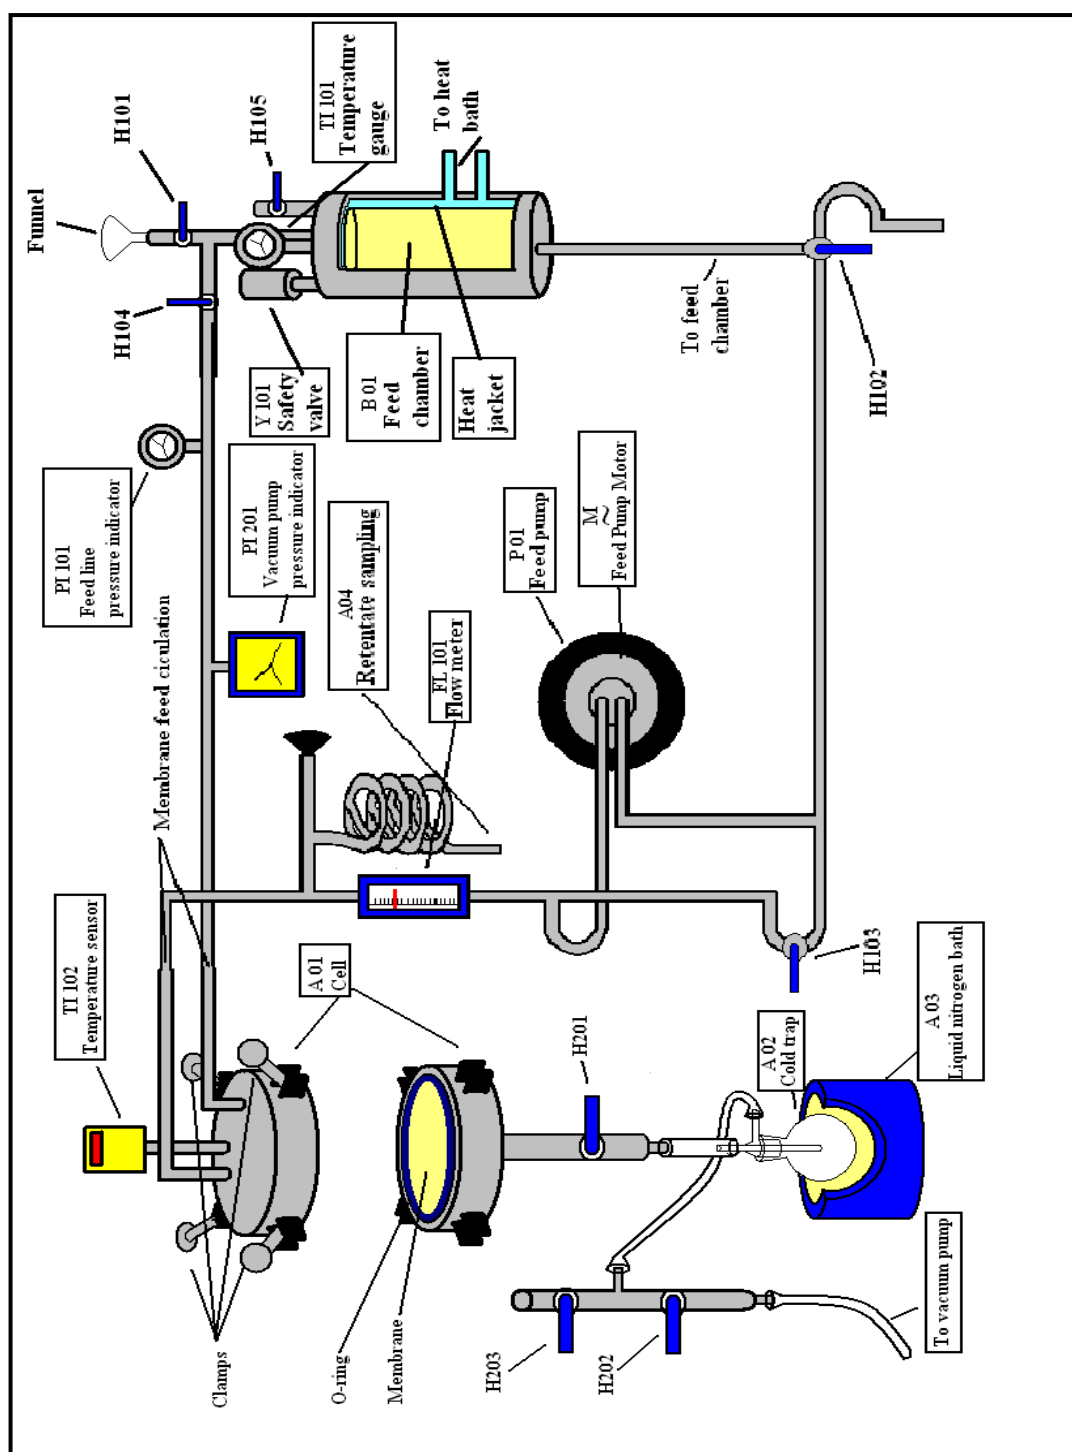 Funnel
H101
H105
TI 101
Temperature
gauge
To heat
bath
H104
Y 101
Safety
valve
B 01
Feed
chamber
Heat
jacket
To feed
chamber
H102
PI 101
Feed line
pressure indicator
PI 201
Vacuum pump
pressure indicator
A04
Retentate sampling
FL 101
Flow meter
P 01
Feed pump
M
~
Feed Pump Motor
Membrane feed ciculation
TI 102
Temperature sensor
A 01
Cell
H103
H201
A 02
Cold trap
A 03
Liquid nitrogen bath
Clamps
O-ring
Membrane
H203
H202
To vacuum pump